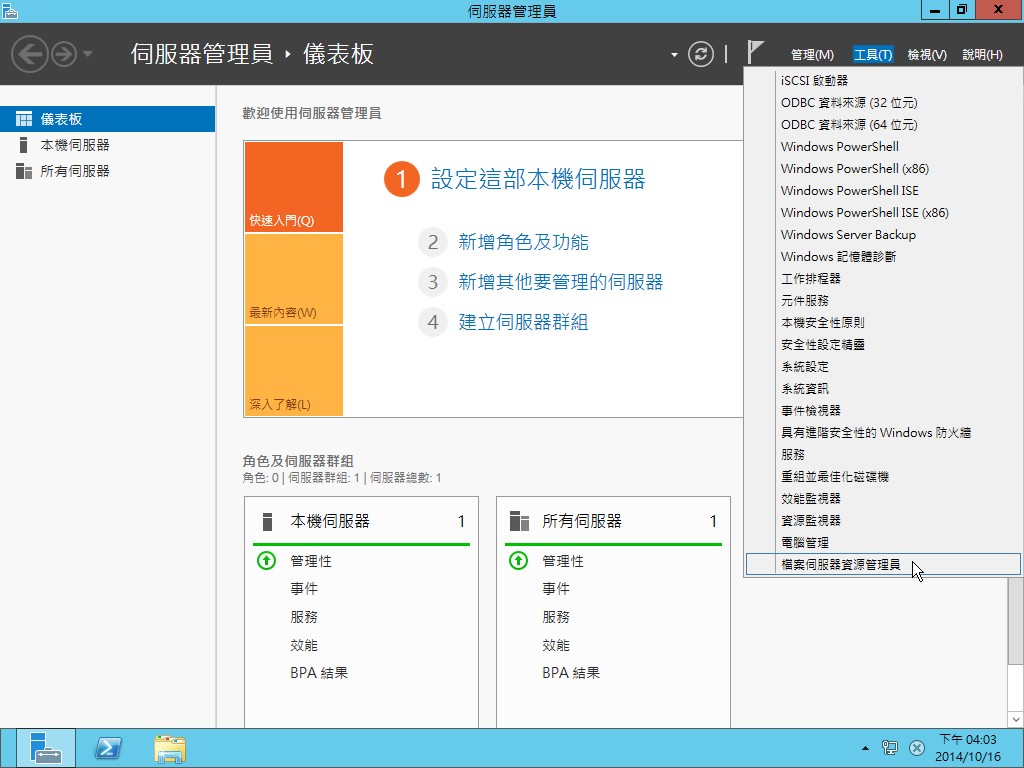 伺服器管理員
伺服器管理員 ‣ 儀表板
管理(M) 工具(T) 檢視(V) 說明(H)
儀表板
本機伺服器
所有伺服器
歡迎使用伺服器管理員
快速入門(Q)
最新內容(W)
深入了解(L)
1 設定這部本機伺服器
2 新增角色及功能
3 新增其他要管理的伺服器
4 建立伺服器群組
角色及伺服器群組
角色: 0 | 伺服器群組: 1 | 伺服器總數: 1
本機伺服器 1
管理性
事件
服務
效能
BPA 結果
所有伺服器 1
管理性
事件
服務
效能
BPA 結果
iSCSI 啟動器
ODBC 資料來源 (32 位元)
ODBC 資料來源 (64 位元)
Windows PowerShell
Windows PowerShell (x86)
Windows PowerShell ISE
Windows PowerShell ISE (x86)
Windows Server Backup
Windows 記憶體診斷
工作排程器
元件服務
本機安全性原則
安全性設定精靈
系統設定
系統資訊
事件檢視器
具有進階安全性的 Windows 防火牆
服務
重組並最佳化磁碟機
效能監視器
資源監視器
電腦管理
檔案伺服器資源管理員
下午 04:03
2014/10/16